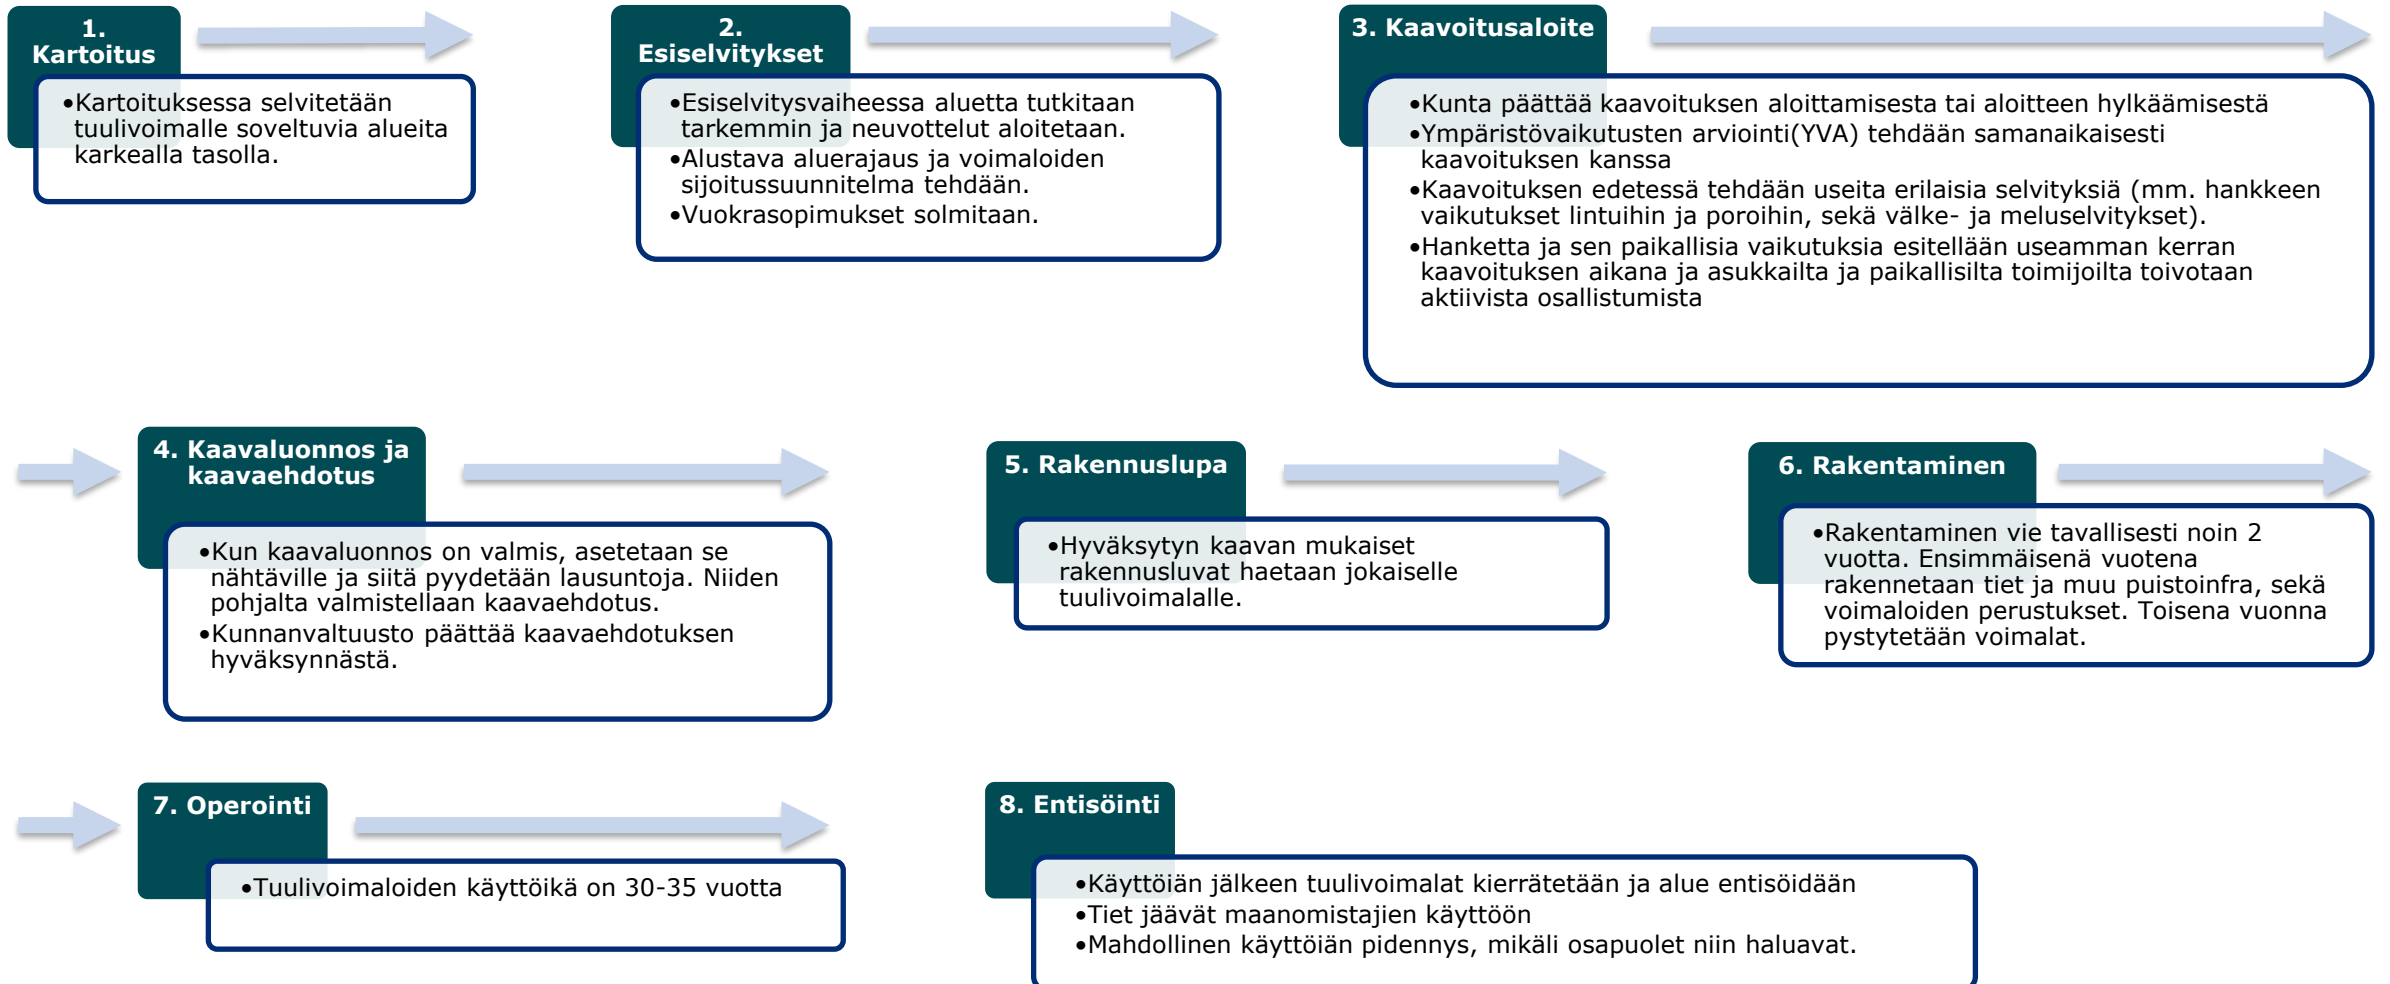 1.
Kartoitus
•Kartoituksessa selvitetään
tuulivoimalle soveltuvia alueita
karkealla tasolla.
2.
Esiselvitykset
•Esiselvitysvaiheessa aluetta tutkitaan
tarkemmin ja neuvottelut aloitetaan.
•Alustava aluerajaus ja voimaloiden
sijoitussuunnitelma tehdään.
•Vuokrasopimukset solmitaan.
3. Kaavoitusaloite
•Kunta päättää kaavoituksen aloittamisesta tai aloitteen hylkäämisestä
•Ympäristövaikutusten arviointi(YVA) tehdään samanaikaisesti
kaavoituksen kanssa
•Kaavoituksen edetessä tehdään useita erilaisia selvityksiä (mm. hankkeen
vaikutukset lintuihin ja poroihin, sekä välke- ja meluselvitykset).
•Hanketta ja sen paikallisia vaikutuksia esitellään useamman kerran
kaavoituksen aikana ja asukkailta ja paikallisilta toimijoilta toivotaan
aktiivista osallistumista
4. Kaavaluonnos ja
kaavaehdotus
•Kun kaavaluonnos on valmis, asetetaan se
nähtäville ja siitä pyydetään lausuntoja. Niiden
pohjalta valmistellaan kaavaehdotus.
•Kunnanvaltuusto päättää kaavaehdotuksen
hyväksynnästä.
5. Rakennuslupa
•Hyväksytyn kaavan mukaiset
rakennusluvat haetaan jokaiselle
tuulivoimalalle.
6. Rakentaminen
•Rakentaminen vie tavallisesti noin 2
vuotta. Ensimmäisenä vuotena
rakennetaan tiet ja muu puistoinfra, sekä
voimaloiden perustukset. Toisena vuonna
pystytetään voimalat.
7. Operointi
•Tuulivoimaloiden käyttöikä on 30-35 vuotta
8. Entisöinti
•Käyttöiän jälkeen tuulivoimalat kierrätetään ja alue entisöidään
•Tiet jäävät maanomistajien käyttöön
•Mahdollinen käyttöiän pidennys, mikäli osapuolet niin haluavat.